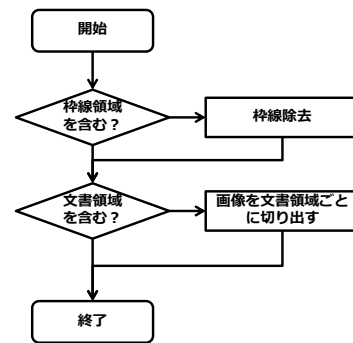 開始
枠線領域
を含む？
枠線除去
文書領域
を含む？
画像を文書領域ごと
に切り出す
終了